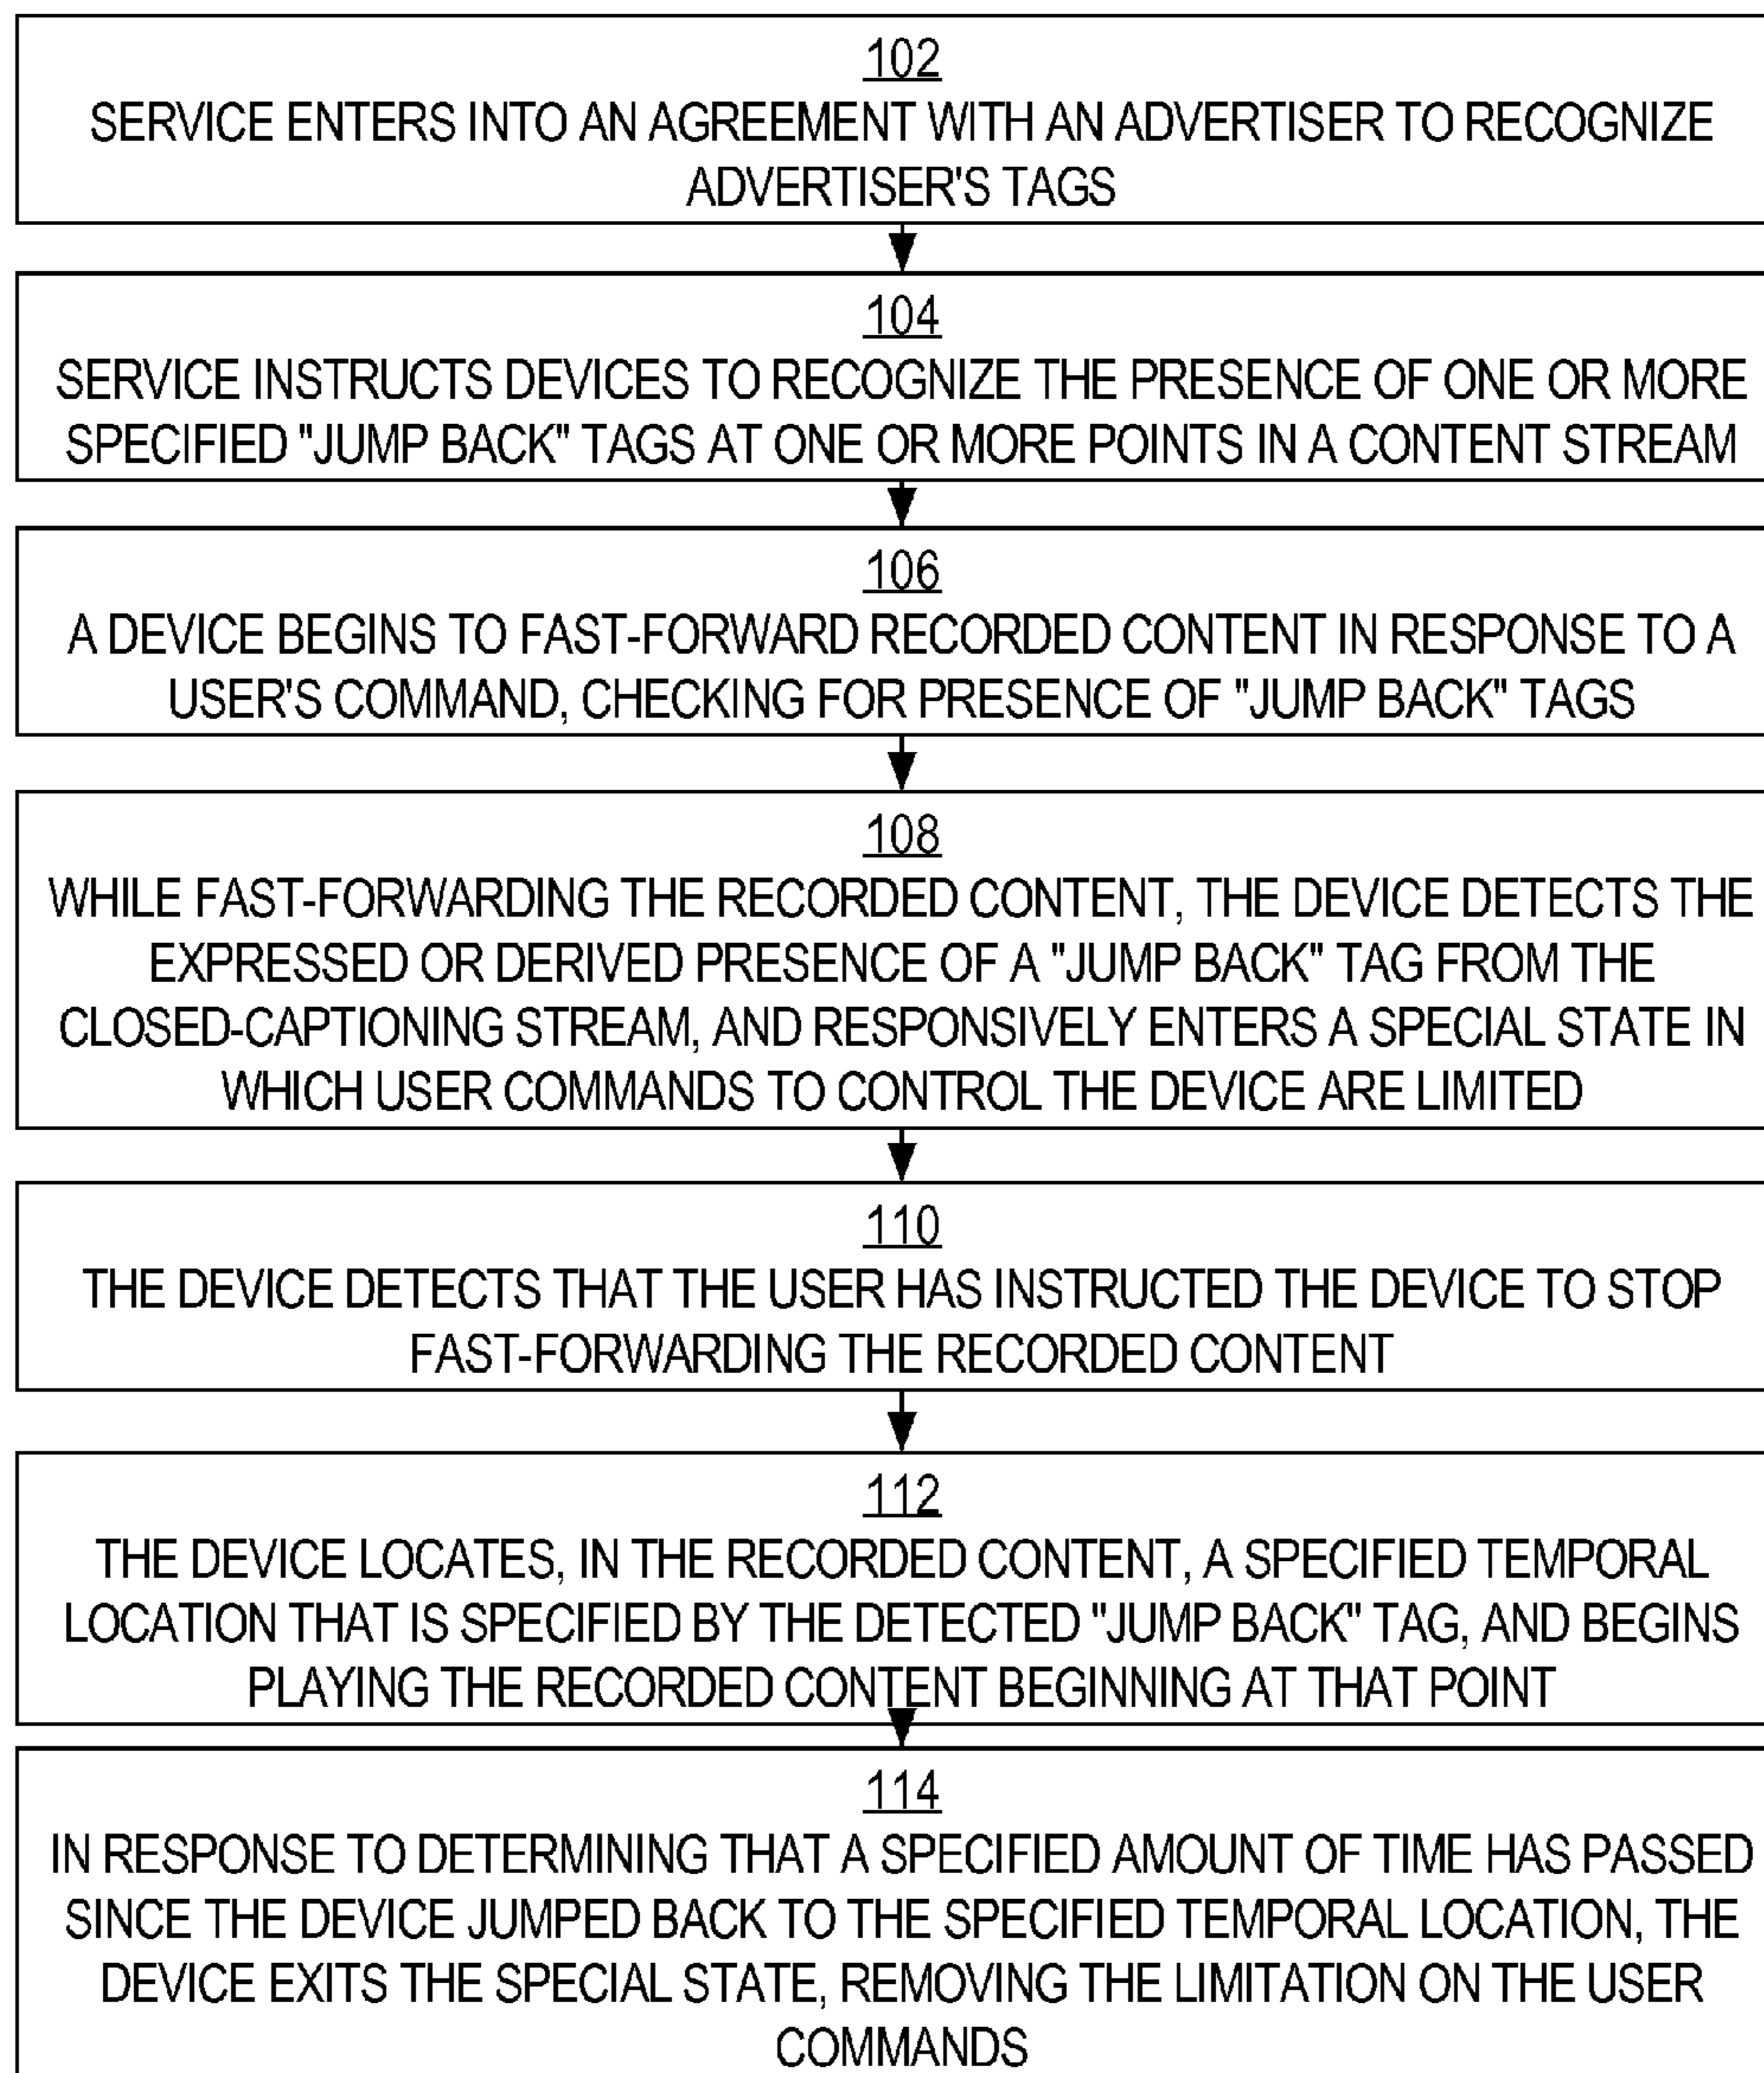 102
SERVICE ENTERS INTO AN AGREEMENT WITH AN ADVERTISER TO RECOGNIZE
ADVERTISER'S TAGS
104
SERVICE INSTRUCTS DEVICES TO RECOGNIZE THE PRESENCE OF ONE OR MORE
SPECIFIED "JUMP BACK" TAGS AT ONE OR MORE POINTS IN A CONTENT STREAM
106
A DEVICE BEGINS TO FAST-FORWARD RECORDED CONTENT IN RESPONSE TO A
USER'S COMMAND, CHECKING FOR PRESENCE OF "JUMP BACK" TAGS
108
WHILE FAST-FORWARDING THE RECORDED CONTENT, THE DEVICE DETECTS THE
EXPRESSED OR DERIVED PRESENCE OF A "JUMP BACK" TAG FROM THE
CLOSED-CAPTIONING STREAM, AND RESPONSIVELY ENTERS A SPECIAL STATE IN
WHICH USER COMMANDS TO CONTROL THE DEVICE ARE LIMITED
110
THE DEVICE DETECTS THAT THE USER HAS INSTRUCTED THE DEVICE TO STOP
FAST-FORWARDING THE RECORDED CONTENT
112
THE DEVICE LOCATES, IN THE RECORDED CONTENT, A SPECIFIED TEMPORAL
LOCATION THAT IS SPECIFIED BY THE DETECTED "JUMP BACK" TAG, AND BEGINS
PLAYING THE RECORDED CONTENT BEGINNING AT THAT POINT
114
IN RESPONSE TO DETERMINING THAT A SPECIFIED AMOUNT OF TIME HAS PASSED
SINCE THE DEVICE JUMPED BACK TO THE SPECIFIED TEMPORAL LOCATION, THE
DEVICE EXITS THE SPECIAL STATE, REMOVING THE LIMITATION ON THE USER
COMMANDS